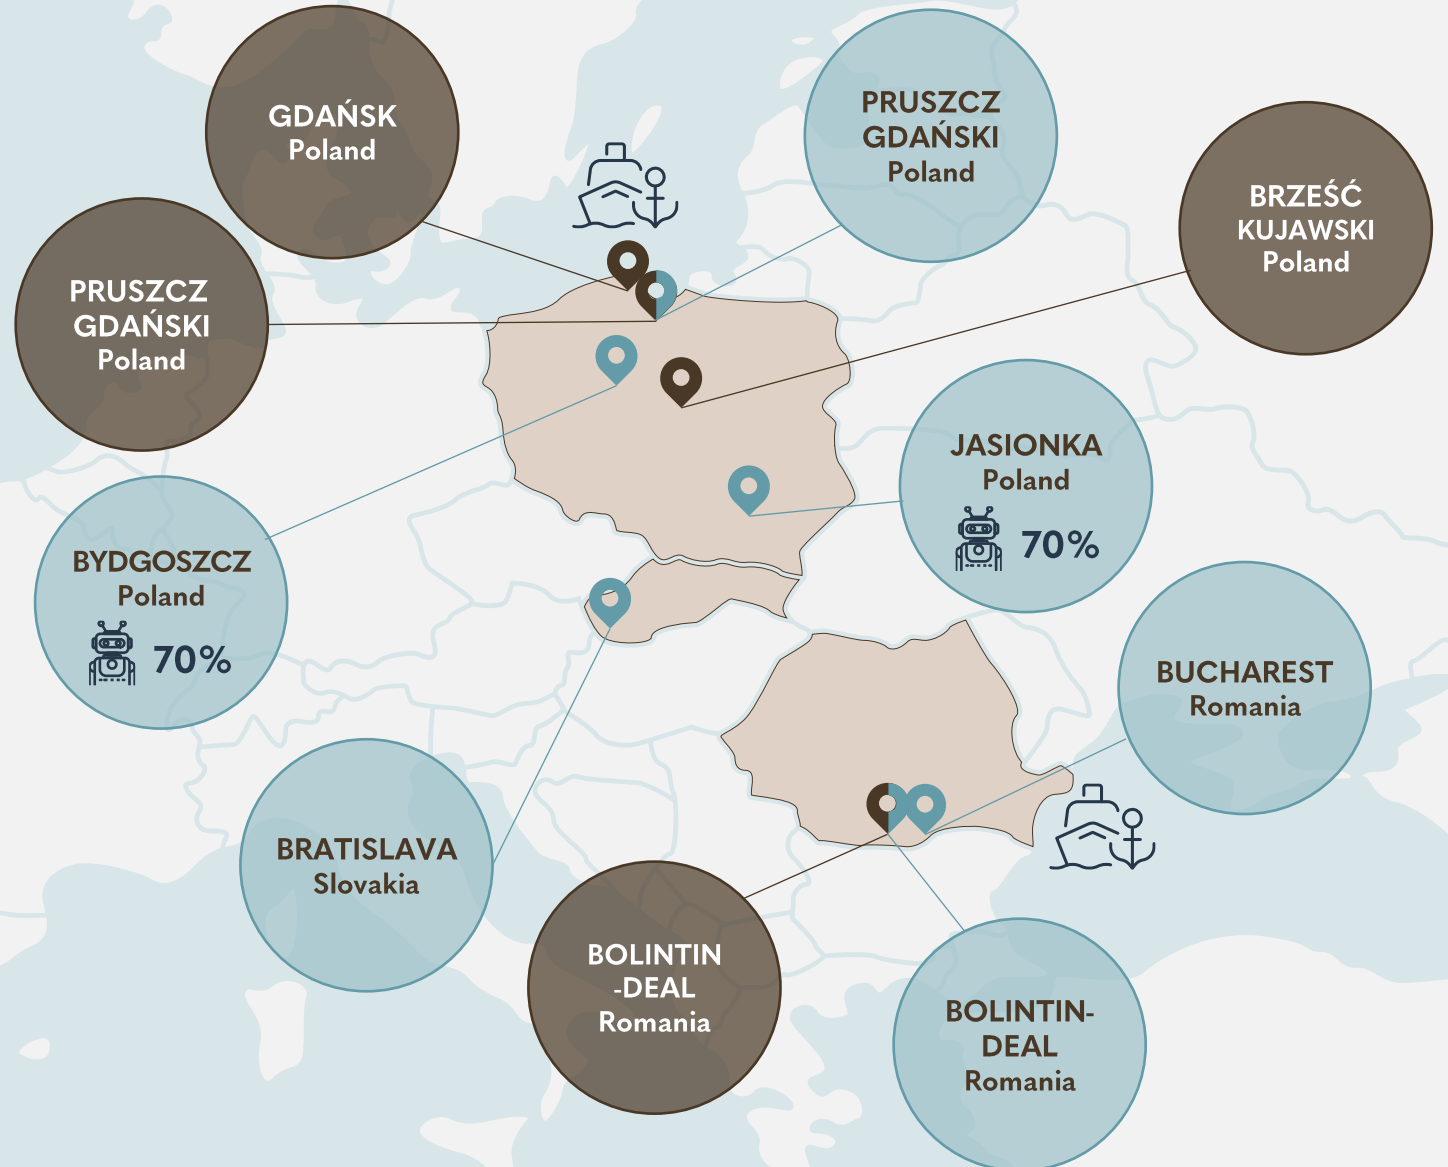 GDAŃSK
Poland
PRUSZCZ
GDAŃSKI
Poland
BRZEŚĆ
KUJAWSKI
Poland
PRUSZCZ
GDAŃSKI
Poland
JASIONKA
Poland
70%
BYDGOSZCZ
Poland
70%
BUCHAREST
Romania
BRATISLAVA
Slovakia
BOLINTIN
-DEAL
Romania
BOLINTIN-
DEAL
Romania